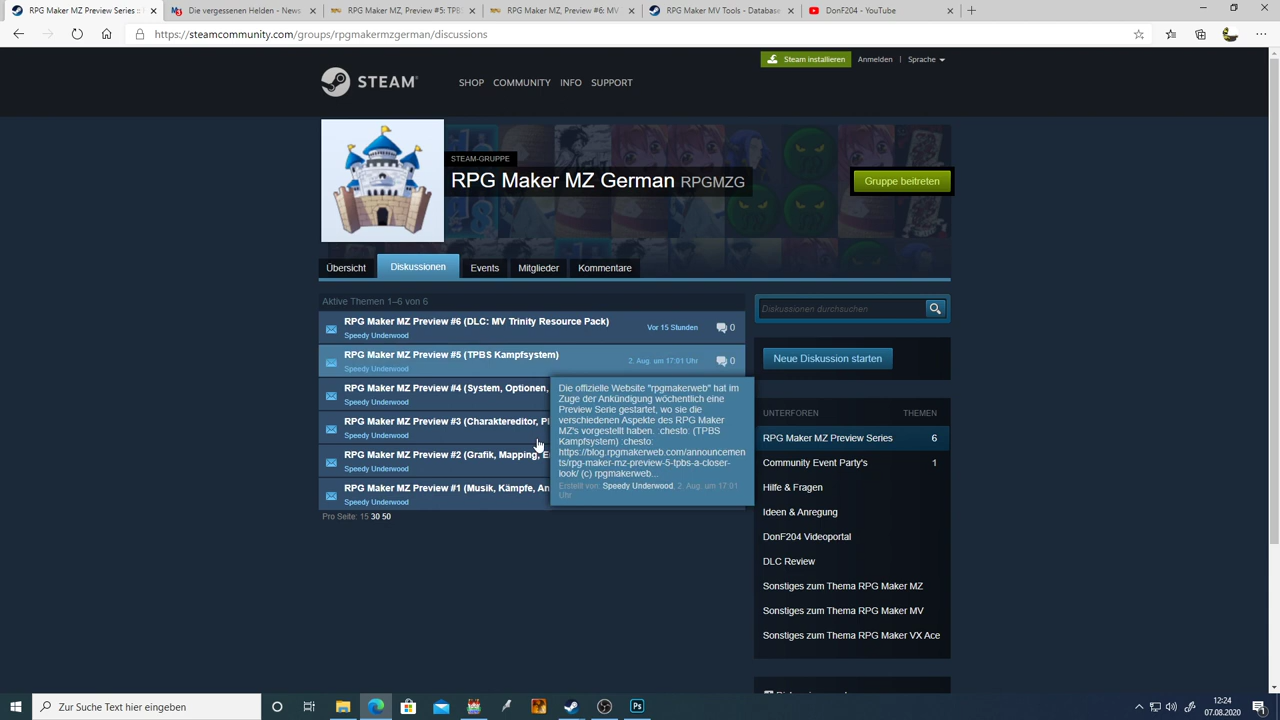 RPG Maker MZ Preview Series ::
Die vergessenen Helden - News
RPG Maker MZ, Preview #5: TPBS
RPG Maker MZ, Preview #6: MV
RPG Maker MV Tools - Database
DonF204 - YouTube
https://steamcommunity.com/groups/rpgmakermzgerman/discussions
Steam installieren
Anmelden | Sprache
STEAM
SHOP COMMUNITY INFO SUPPORT
STEAM-GRUPPE
RPG Maker MZ German RPGMZG
Gruppe beitreten
Übersicht
Diskussionen
Events
Mitglieder
Kommentare
Aktive Themen 1–6 von 6
RPG Maker MZ Preview #6 (DLC: MV Trinity Resource Pack)
Speedy Underwood
Vor 15 Stunden
0
RPG Maker MZ Preview #5 (TPBS Kampfsystem)
Speedy Underwood
2. Aug. um 17:01 Uhr
0
RPG Maker MZ Preview #4 (System, Optionen,
Speedy Underwood
RPG Maker MZ Preview #3 (Charaktereditor, Pl
Speedy Underwood
RPG Maker MZ Preview #2 (Grafik, Mapping, E
Speedy Underwood
RPG Maker MZ Preview #1 (Musik, Kämpfe, An
Speedy Underwood
Pro Seite: 15 30 50
Die offizielle Website "rpgmakerweb" hat im
Zuge der Ankündigung wöchentlich eine
Preview Serie gestartet, wo sie die
verschiedenen Aspekte des RPG Maker
MZ's vorgestellt haben. :chesto: (TPBS
Kampfsystem) :chesto:
https://blog.rpgmakerweb.com/announcemen
ts/rpg-maker-mz-preview-5-tpbs-a-closer-
look/ (c) rpgmakerweb...
Erstellt von: Speedy Underwood, 2. Aug. um 17:01
Uhr
Diskussionen durchsuchen
Neue Diskussion starten
UNTERFOREN THEMEN
RPG Maker MZ Preview Series 6
Community Event Party's 1
Hilfe & Fragen
Ideen & Anregung
DonF204 Videoportal
DLC Review
Sonstiges zum Thema RPG Maker MZ
Sonstiges zum Thema RPG Maker MV
Sonstiges zum Thema RPG Maker VX Ace
Zur Suche Text hier eingeben
12:24
07.08.2020